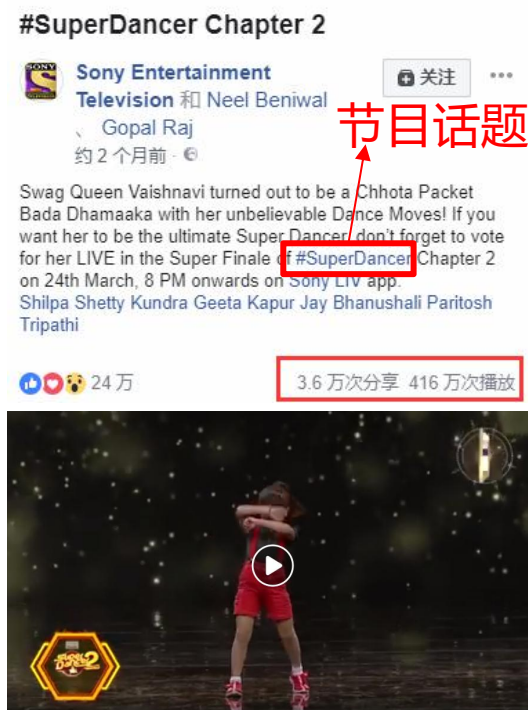 #SuperDancer Chapter 2
SONY
Sony Entertainment
Television 和 Neel Beniwal
、 Gopal Raj
约 2 个月前 ·
关注
节目话题
Swag Queen Vaishnavi turned out to be a Chhota Packet
Bada Dhamaaka with her unbelievable Dance Moves! If you
want her to be the ultimate Super Dancer, don't forget to vote
for her LIVE in the Super Finale of #SuperDancer Chapter 2
on 24th March, 8 PM onwards on Sony LIV app.
Shilpa Shetty Kundra Geeta Kapur Jay Bhanushali Paritosh
Tripathi
24 万
3.6 万次分享 416 万次播放
SUPER
DANCER 2